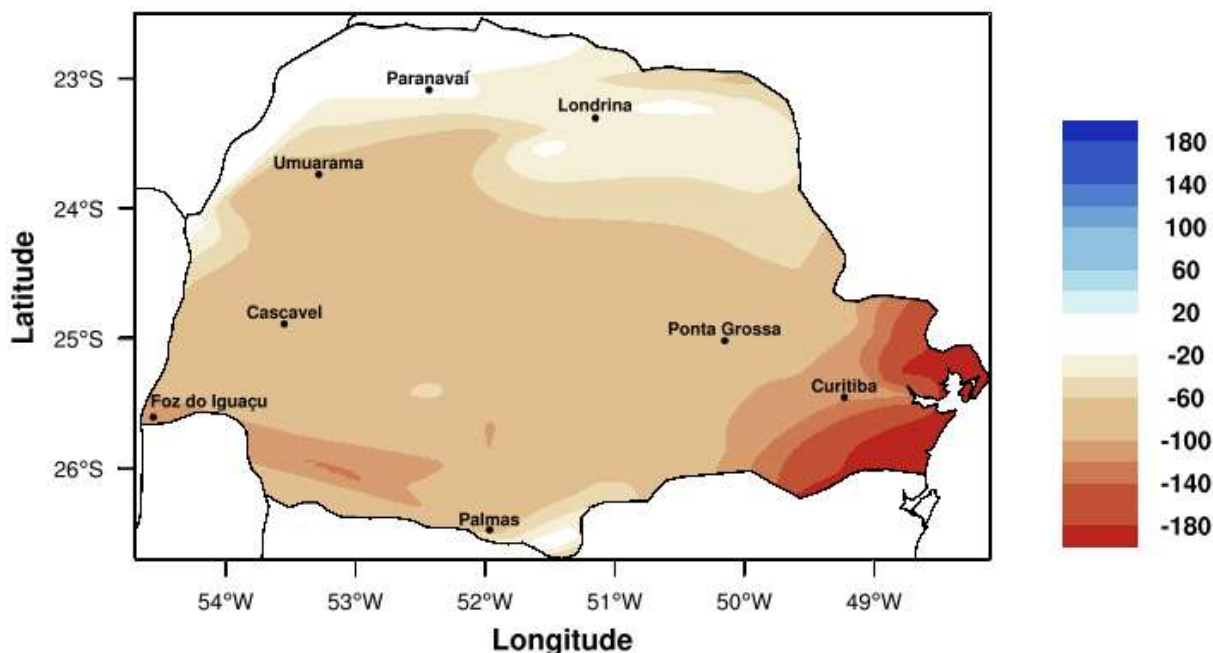 23°S
24°S
25°S
26°S
Latitude
Paranavaí
Londrina
Umuarama
Cascavel
Ponta Grossa
Curitiba
Foz do Iguaçu
Palmas
54°W
53°W
52°W
51°W
50°W
49°W
Longitude
180
140
100
60
20
-20
-60
-100
-140
-180